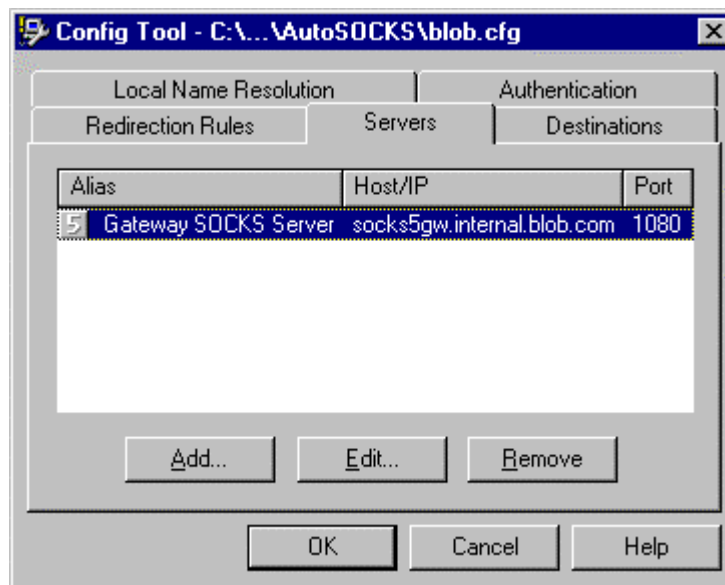 Config Tool - C:\...\AutoSOCKS\blob.cfg
Local Name Resolution Authentication
Redirection Rules Servers Destinations
Alias Host/IP Port
5 Gateway SOCKS Server socks5gw.internal.blob.com 1080
Add... Edit... Remove
OK Cancel Help